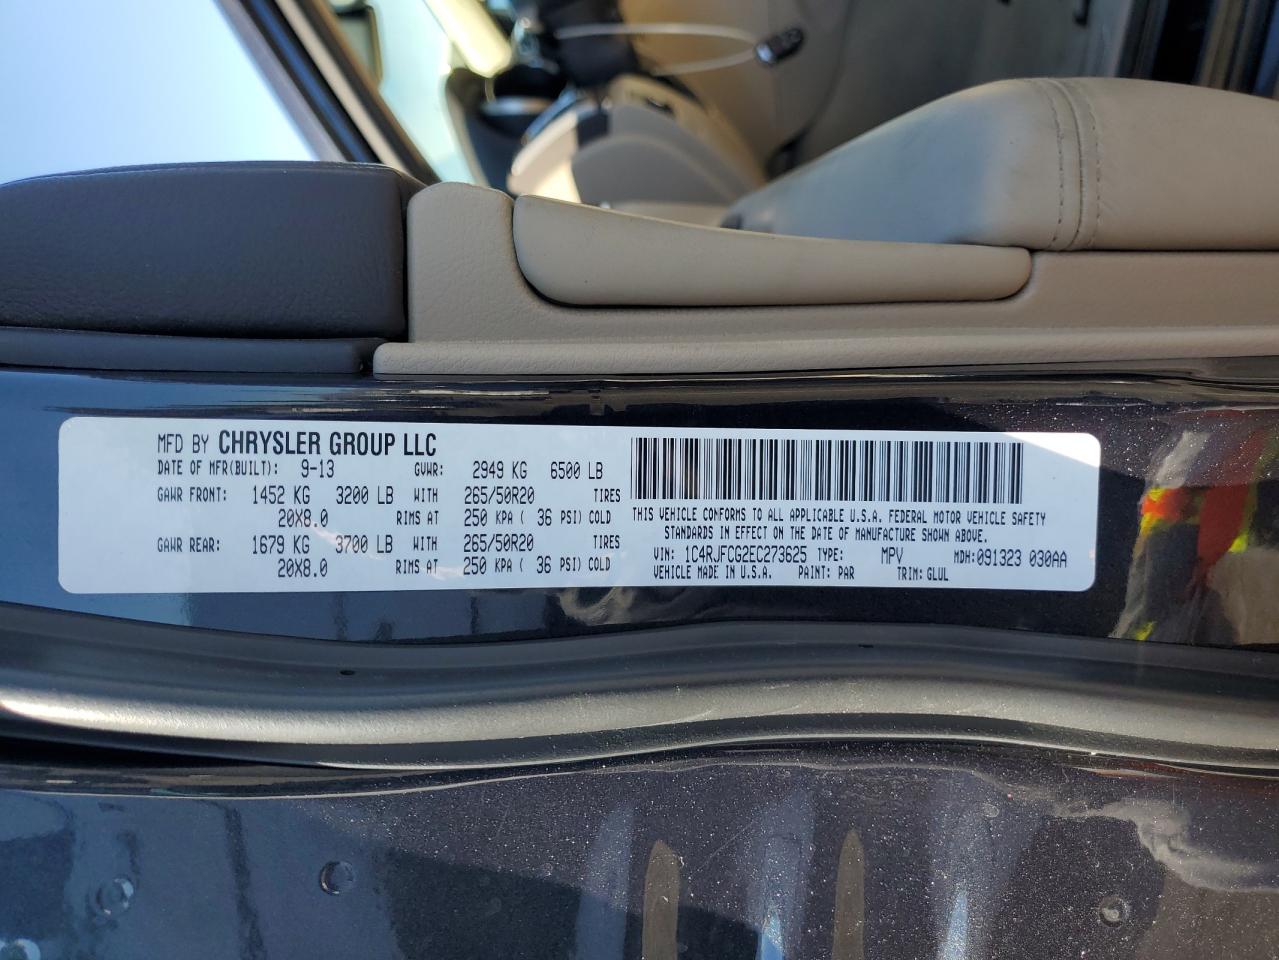 MFD BY CHRYSLER GROUP LLC
DATE OF MFR(BUILT): 9-13 GVWR: 2949 KG 6500 LB
GAWR FRONT: 1452 KG 3200 LB WITH 265/50R20 TIRES
20X8.0 RIMS AT 250 KPA ( 36 PSI) COLD
GAWR REAR: 1679 KG 3700 LB WITH 265/50R20 TIRES
20X8.0 RIMS AT 250 KPA ( 36 PSI) COLD
THIS VEHICLE CONFORMS TO ALL APPLICABLE U.S.A. FEDERAL MOTOR VEHICLE SAFETY
STANDARDS IN EFFECT ON THE DATE OF MANUFACTURE SHOWN ABOVE.
VIN: 1C4RJFCG2EC273625 TYPE: MPV MDH:091323 030AA
VEHICLE MADE IN U.S.A. PAINT: PAR TRIM: GLUL